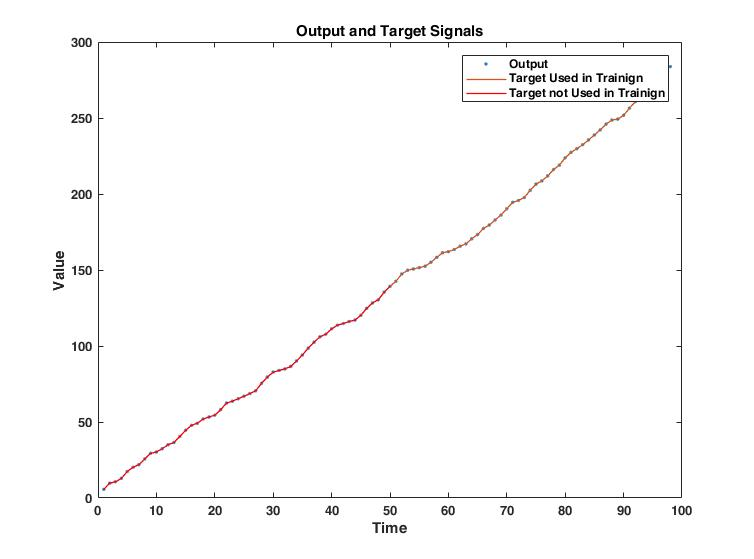 Output and Target Signals
300
250
200
150
100
50
0
Value
Output
Target Used in Trainign
Target not Used in Trainign
0 10 20 30 40 50 60 70 80 90 100
Time